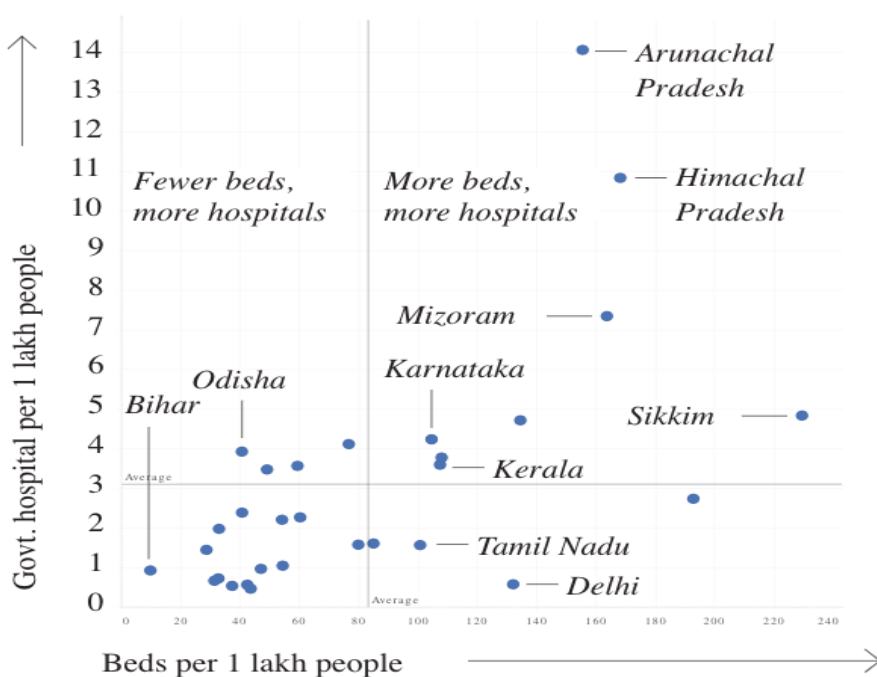 14
13
12
11
10
9
8
7
6
5
4
3
2
1
0
Govt. hospital per 1 lakh people
Arunachal
Pradesh
Himachal
Pradesh
Fewer beds,
more hospitals
More beds,
more hospitals
Mizoram
Karnataka
Odisha
Bihar
Sikkim
Kerala
Average
Tamil Nadu
Delhi
Average
0 20 40 60 80 100 120 140 160 180 200 220 240
Beds per 1 lakh people